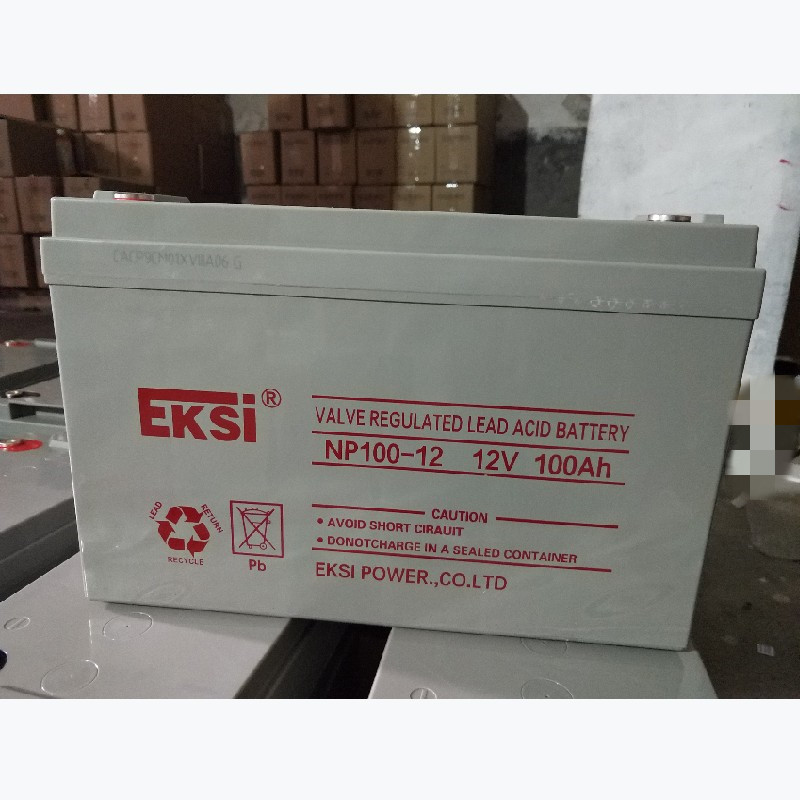 EKSi®
VALVE REGULATED LEAD ACID BATTERY
NP100-12 12V 100Ah
LEAD RETURN RECYCLE
Pb
CAUTION
• AVOID SHORT CIRAUIT
• DONOTCHARGE IN A SEALED CONTAINER
EKSI POWER.,CO.LTD